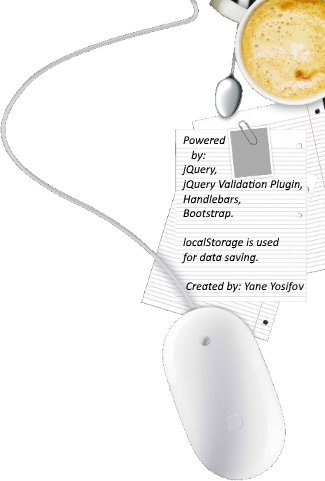 Powered
by:
jQuery,
jQuery Validation Plugin,
Handlebars,
Bootstrap.
localStorage is used
for data saving.
Created by: Yane Yosifov